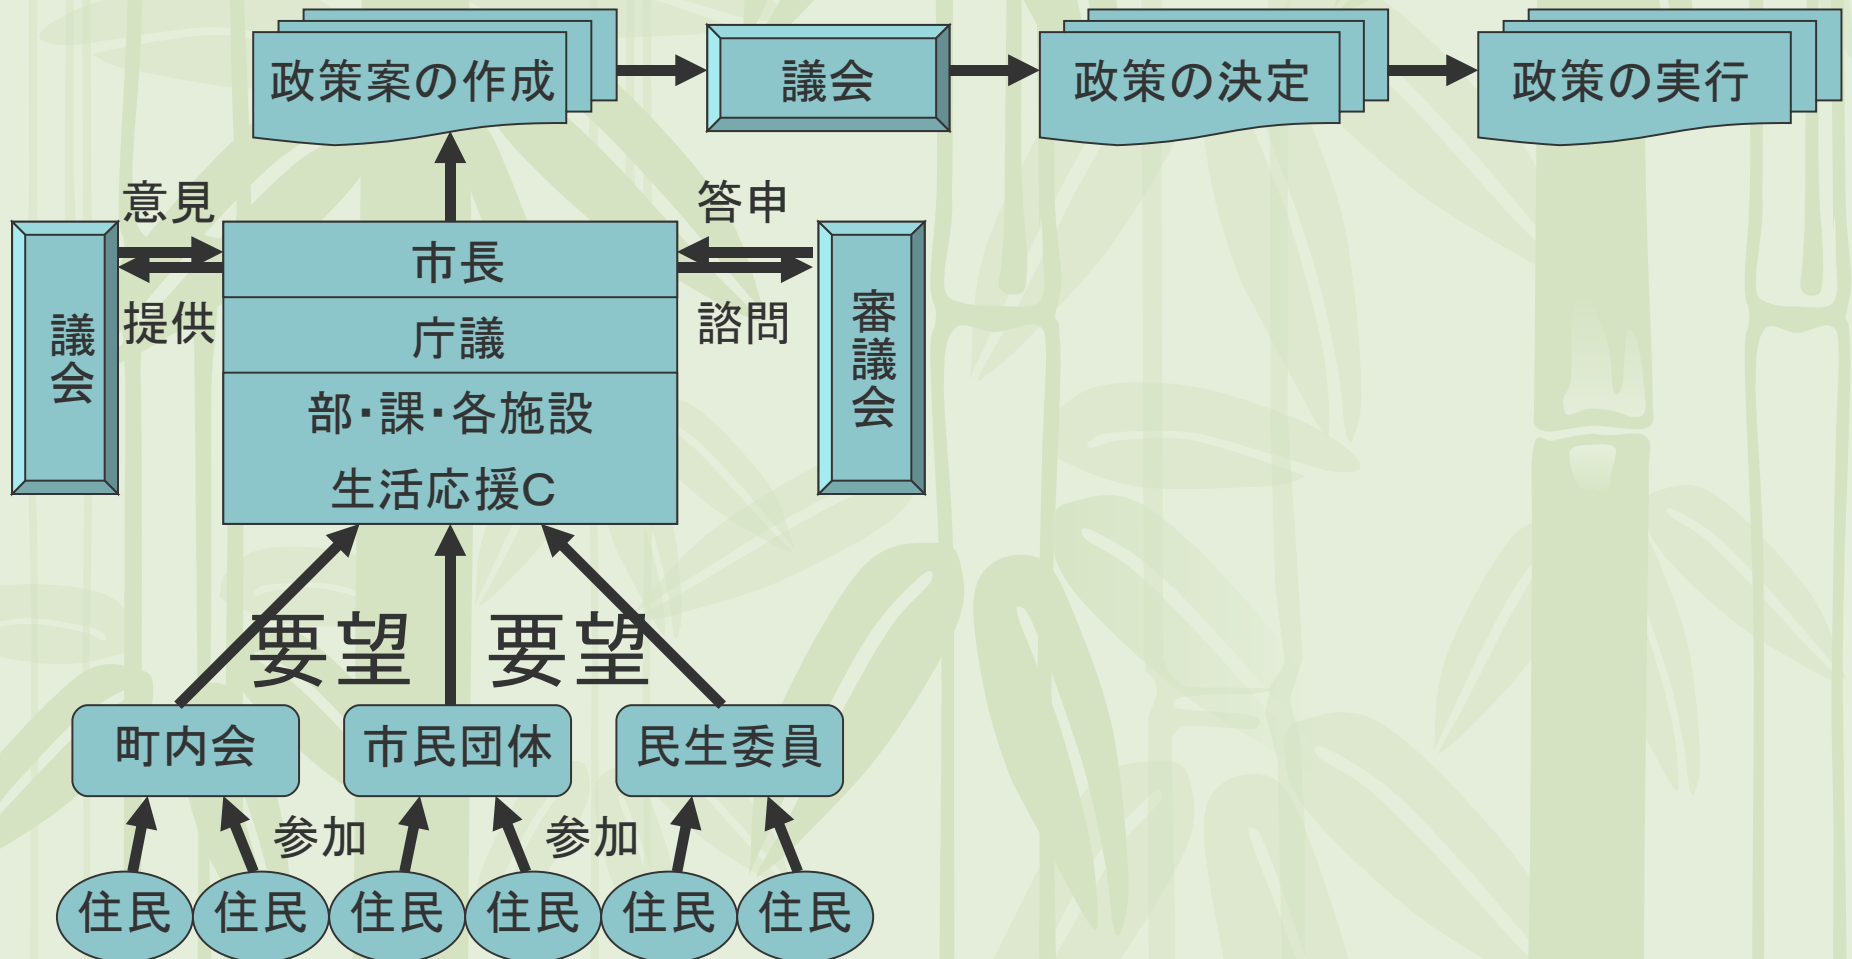 政策案の作成
議会
政策の決定
政策の実行
意見
提供
議会
市長
庁議
部・課・各施設
生活応援C
答申
諮問
審議会
要望
要望
町内会
市民団体
民生委員
参加
参加
住民
住民
住民
住民
住民
住民